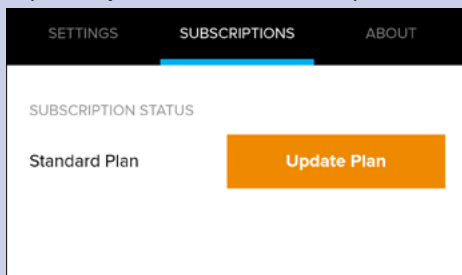 SETTINGS SUBSCRIPTIONS ABOUT
SUBSCRIPTION STATUS
Standard Plan Update Plan